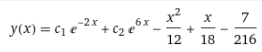 y(x) = c₁ e^(-2x) + c₂ e^(6x) - x²/12 + x/18 - 7/216